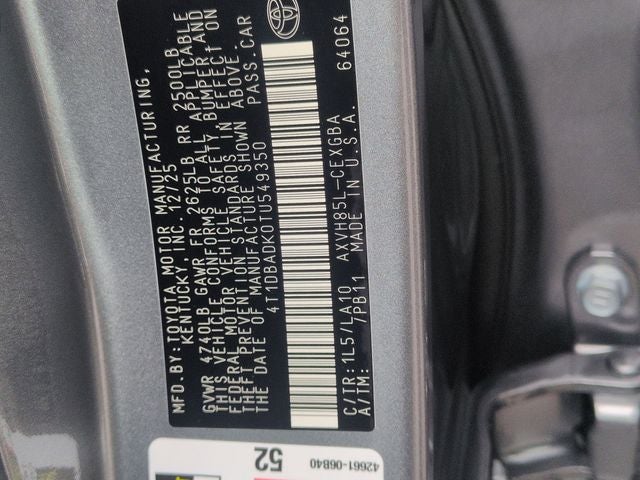 MFD.BY:TOYOTA MOTOR MANUFACTURING,
KENTUCKY, INC. 12/25
GVWR 4740LB GAWR FR 2625LB RR 2500LB
THIS VEHICLE CONFORMS TO ALL APPLICABLE
FEDERAL MOTOR VEHICLE SAFETY, BUMPER, AND
THEFT PREVENTION STANDARDS IN EFFECT ON
THE DATE OF MANUFACTURE SHOWN ABOVE.
4T1DBADK0TU549350 PASS.CAR
C/TR: 1L5/LA10 AXVH85L-CEXGBA 64064
A/TM: 7PB11 MADE IN U.S.A.
52
42661-06B40